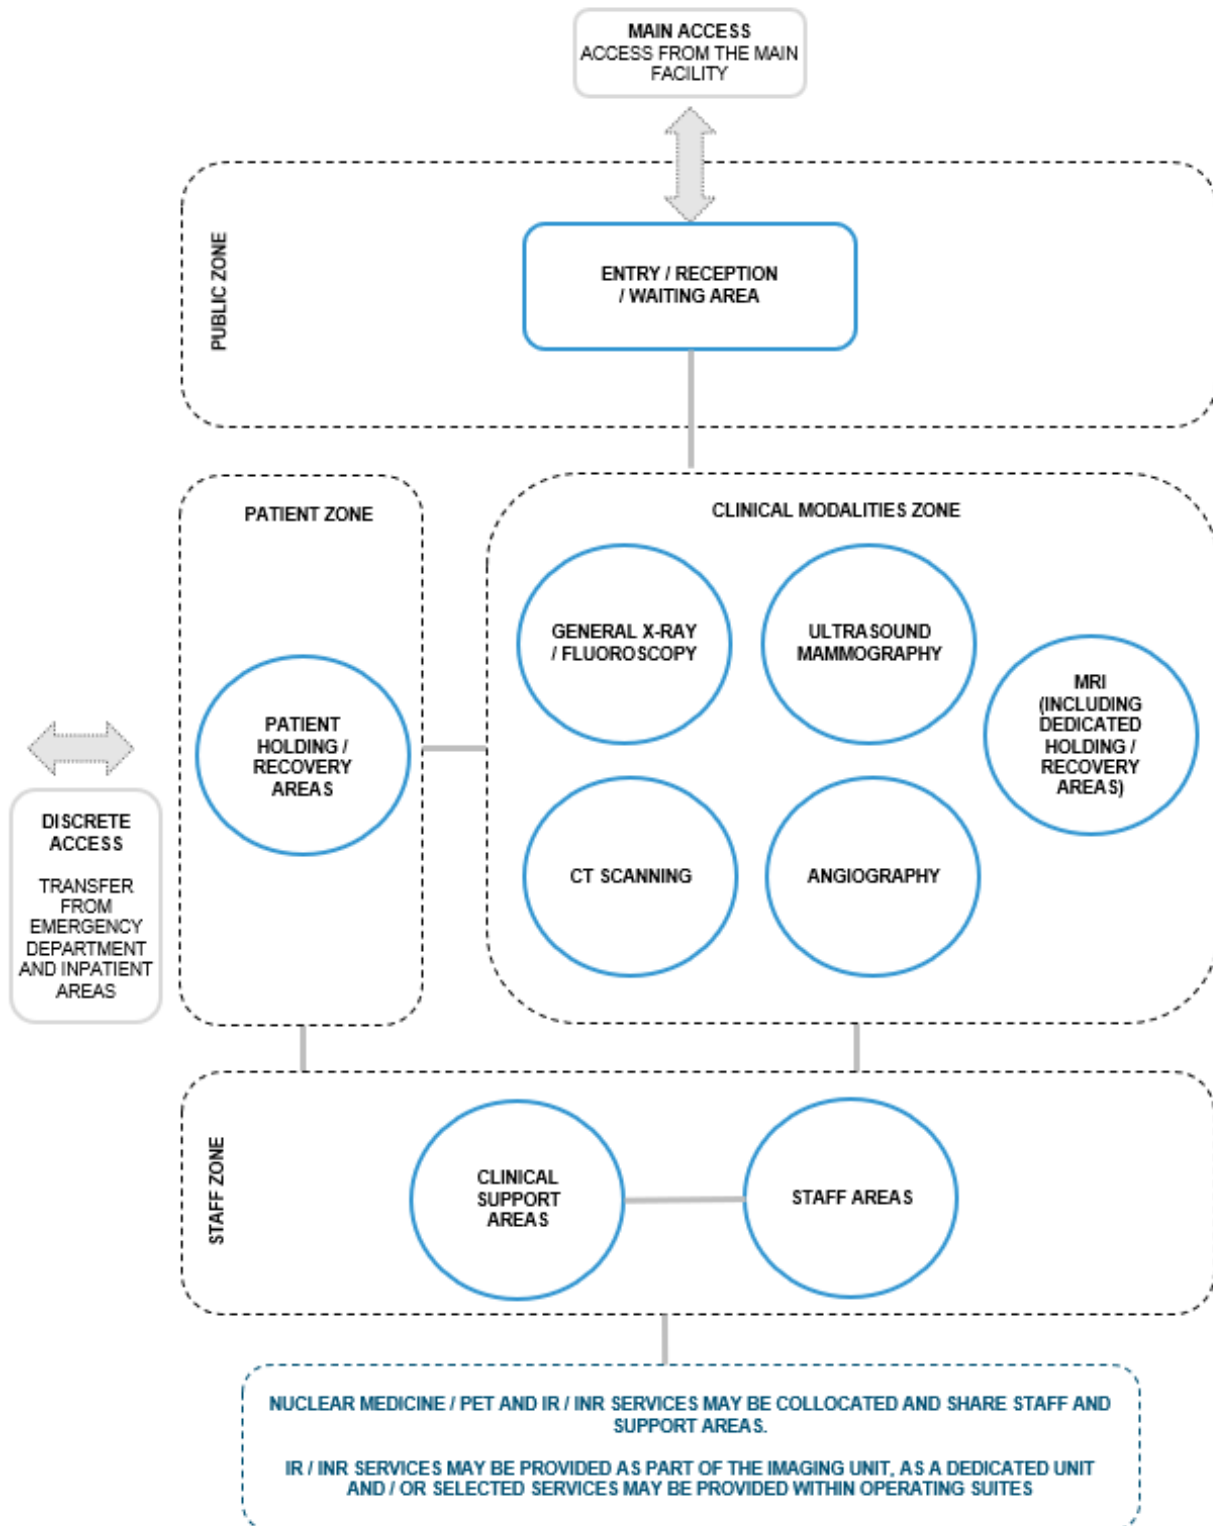 MAIN ACCESS
ACCESS FROM THE MAIN
FACILITY
PUBLIC ZONE
ENTRY / RECEPTION
/ WAITING AREA
PATIENT ZONE
PATIENT
HOLDING /
RECOVERY
AREAS
DISCRETE
ACCESS
TRANSFER
FROM
EMERGENCY
DEPARTMENT
AND INPATIENT
AREAS
CLINICAL MODALITIES ZONE
GENERAL X-RAY
/ FLUOROSCOPY
ULTRASOUND
MAMMOGRAPHY
MRI
(INCLUDING
DEDICATED
HOLDING /
RECOVERY
AREAS)
CT SCANNING
ANGIOGRAPHY
STAFF ZONE
CLINICAL
SUPPORT
AREAS
STAFF AREAS
NUCLEAR MEDICINE / PET AND IR / INR SERVICES MAY BE COLLOCATED AND SHARE STAFF AND
SUPPORT AREAS.
IR / INR SERVICES MAY BE PROVIDED AS PART OF THE IMAGING UNIT, AS A DEDICATED UNIT
AND / OR SELECTED SERVICES MAY BE PROVIDED WITHIN OPERATING SUITES